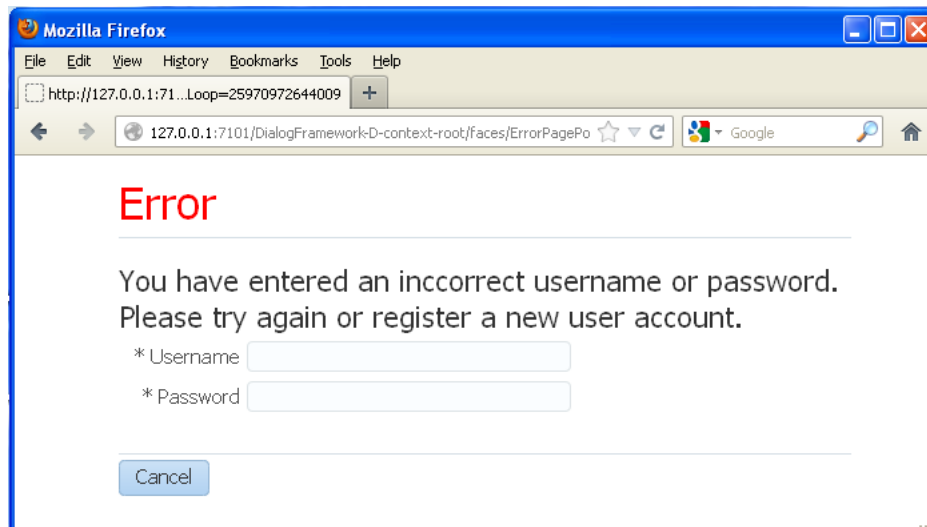 Mozilla Firefox
File Edit View History Bookmarks Tools Help
http://127.0.0.1:71...Loop=25970972644009 +
127.0.0.1:7101/DialogFramework-D-context-root/faces/ErrorPagePo Google
Error
You have entered an inccorrect username or password.
Please try again or register a new user account.
* Username
* Password
Cancel